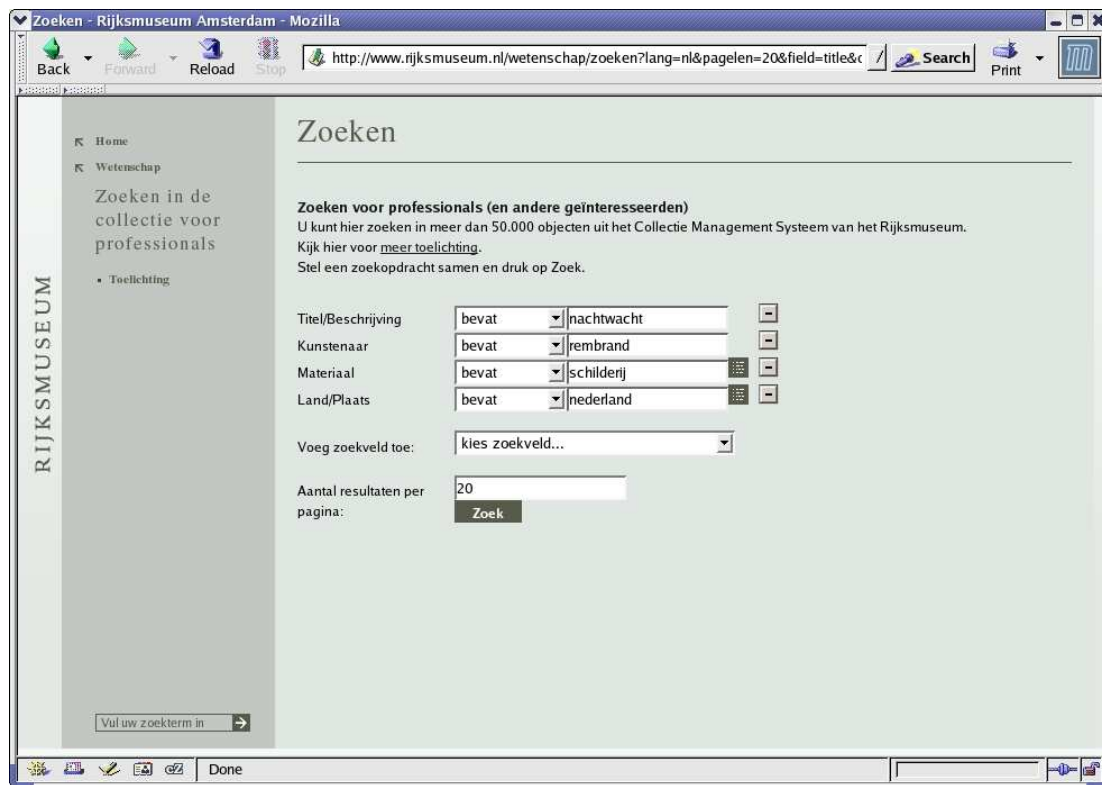 Zoeken - Rijksmuseum Amsterdam - Mozilla
Back Forward Reload Stop http://www.rijksmuseum.nl/wetenschap/zoeken?lang=nl&pagelen=20&field=title&c Search Print
Home
Wetenschap
Zoeken in de
collectie voor
professionals
Toelichting
RIJKSMUSEUM
Zoeken
Zoeken voor professionals (en andere geïnteresseerden)
U kunt hier zoeken in meer dan 50.000 objecten uit het Collectie Management Systeem van het Rijksmuseum.
Kijk hier voor meer toelichting.
Stel een zoekopdracht samen en druk op Zoek.
Titel/Beschrijving bevat nachtwacht
Kunstenaar bevat rembrand
Materiaal bevat schilderij
Land/Plaats bevat nederland
Voeg zoekveld toe: kies zoekveld...
Aantal resultaten per
pagina: 20
Zoek
Vul uw zoekterm in
Done